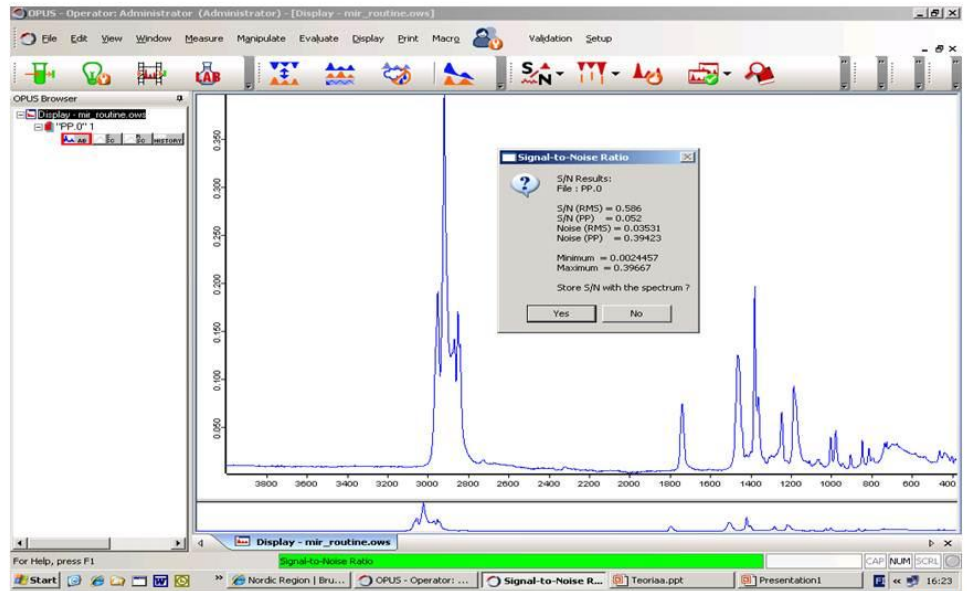 OPUS - Operator: Administrator (Administrator) - [Display - mir_routine.ows]
File Edit View Window Measure Manipulate Evaluate Display Print Macro Validation Setup
LAB S/N
OPUS Browser
Display - mir_routine.ows
"PP.0" 1
AB SC SC HISTORY
Signal-to-Noise Ratio
S/N Results:
File : PP.0
S/N (RMS) = 0.586
S/N (PP) = 0.052
Noise (RMS) = 0.03531
Noise (PP) = 0.39423
Minimum = 0.0024457
Maximum = 0.39667
Store S/N with the spectrum ?
Yes No
0.350
0.300
0.250
0.200
0.150
0.100
0.050
3800 3600 3400 3200 3000 2800 2600 2400 2200 2000 1800 1600 1400 1200 1000 800 600 400
Display - mir_routine.ows
For Help, press F1 Signal-to-Noise Ratio CAP NUM SCRL
Start Nordic Region | Bru... OPUS - Operator: ... Signal-to-Noise R... Teoriaa.ppt Presentation1 16:23